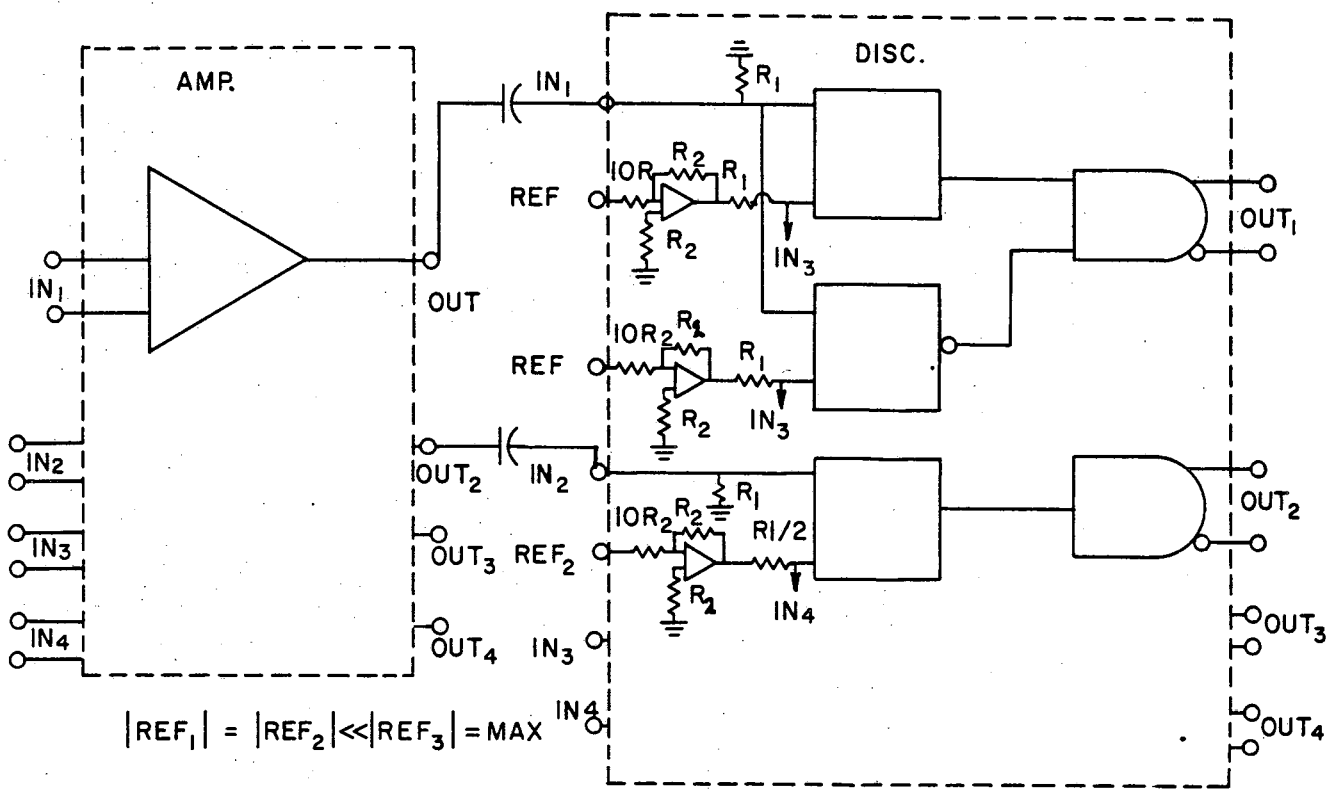 AMP.
DISC.
IN₁
R₁
10R
R₂
R₁
REF
R₂
IN₃
OUT₁
IN₁
OUT
10R₂
R₂
R₁
REF
R₂
IN₃
IN₂
OUT₂
IN₂
R₁
OUT₂
10R₂
R₂
R1/2
IN₃
OUT₃
REF₂
R₂
IN₄
IN₄
OUT₄
IN₃
OUT₃
|REF₁| = |REF₂|≪|REF₃| = MAX
IN4
OUT₄